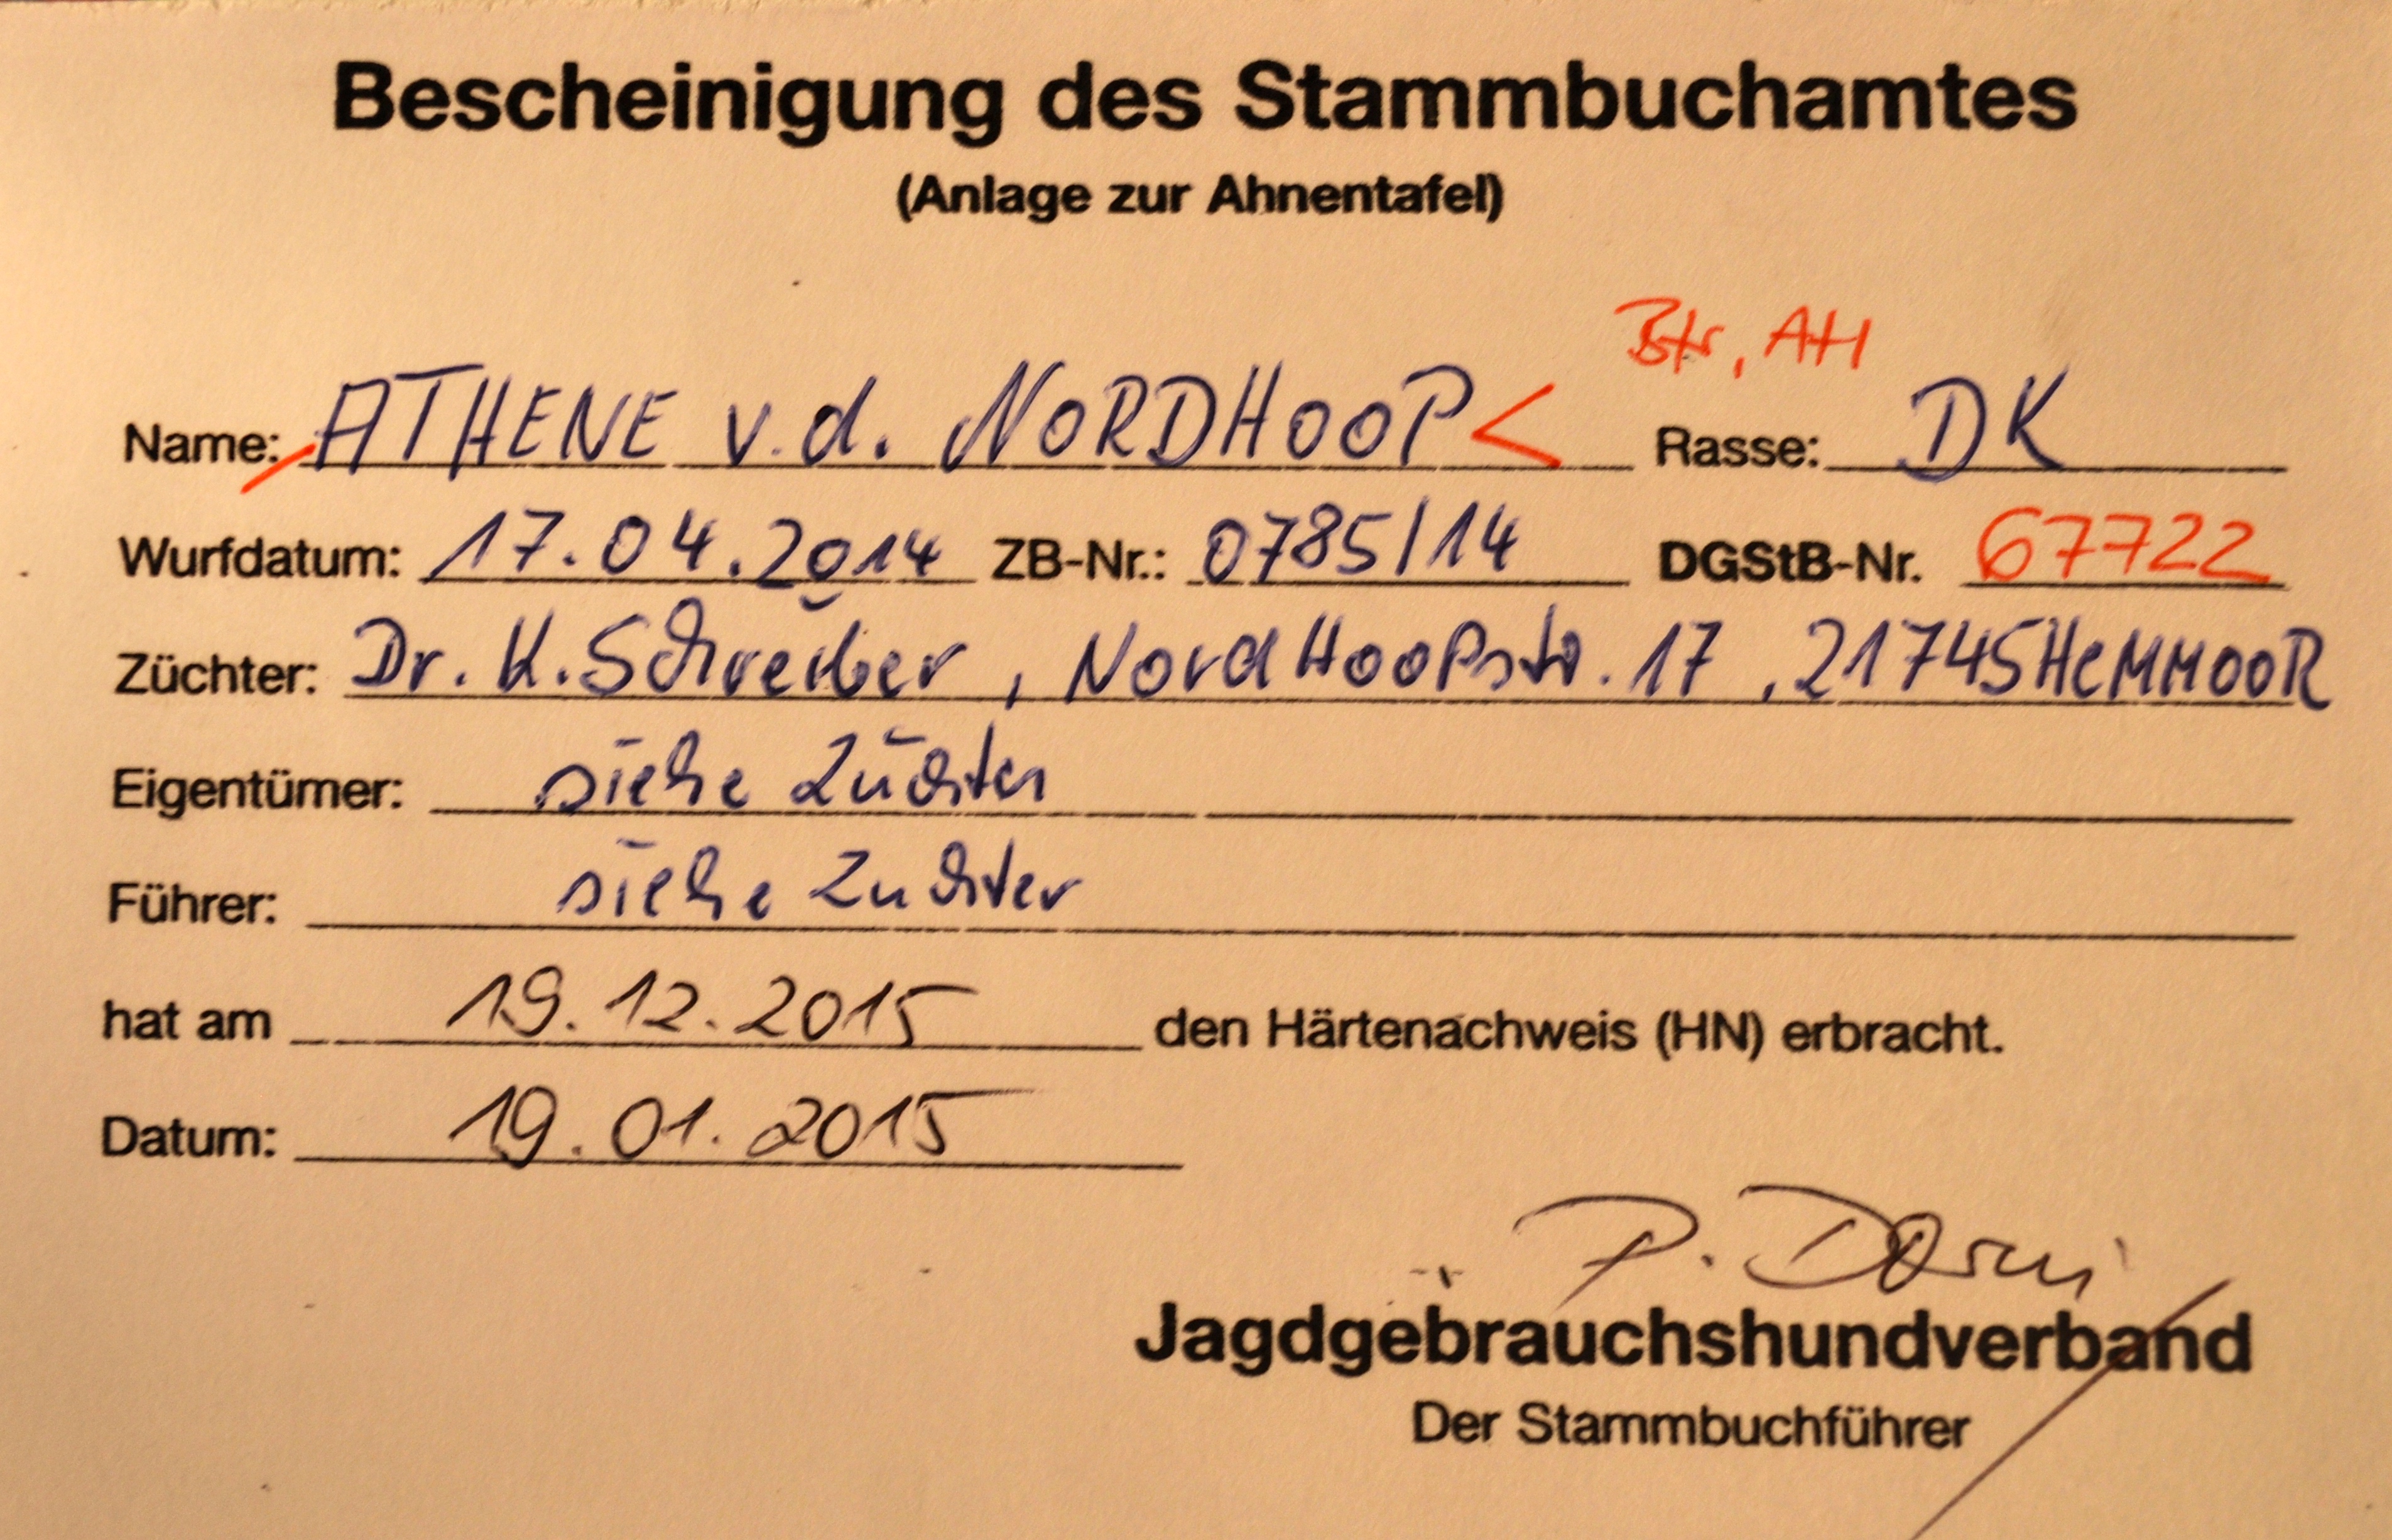 Bescheinigung des Stammbuchamtes
(Anlage zur Ahnentafel)
Btr, AH
Name: / ATHENE v.d. NORDHOOP < Rasse: DK
Wurfdatum: 17.04.2014 ZB-Nr.: 0785/14 DGStB-Nr. 67722
Züchter: Dr. K. Schreiber, NordHooPstr. 17, 21745 HeMMOOR
Eigentümer: siehe Züchter
Führer: siehe Züchter
hat am 19.12.2015 den Härtenachweis (HN) erbracht.
Datum: 19.01.2015
P.
Jagdgebrauchshundverband
Der Stammbuchführer